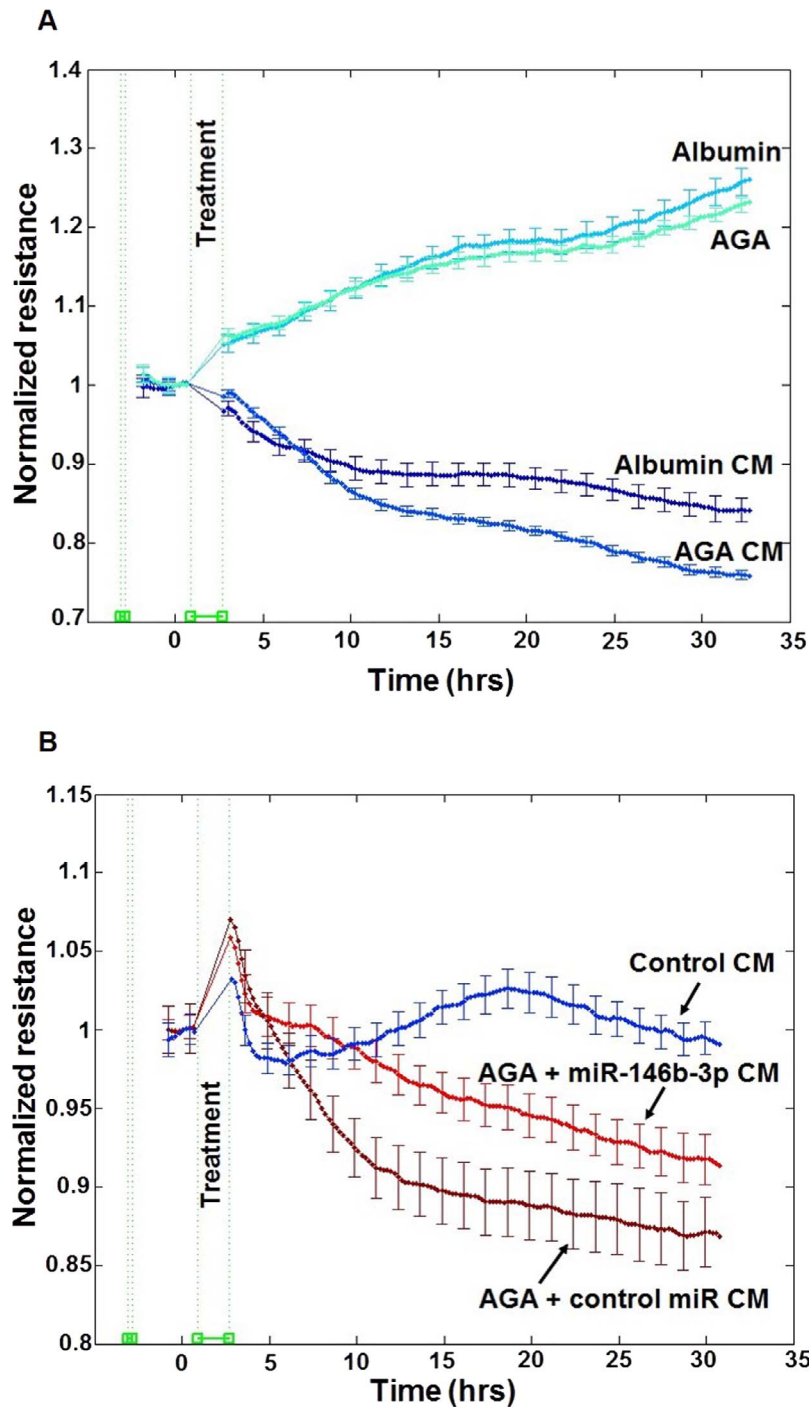 A
1.4
1.3
1.2
1.1
1
0.9
0.8
0.7
Normalized resistance
Treatment
Albumin
AGA
Albumin CM
AGA CM
0 5 10 15 20 25 30 35
Time (hrs)
B
1.15
1.1
1.05
1
0.95
0.9
0.85
0.8
Normalized resistance
Treatment
Control CM
AGA + miR-146b-3p CM
AGA + control miR CM
0 5 10 15 20 25 30 35
Time (hrs)